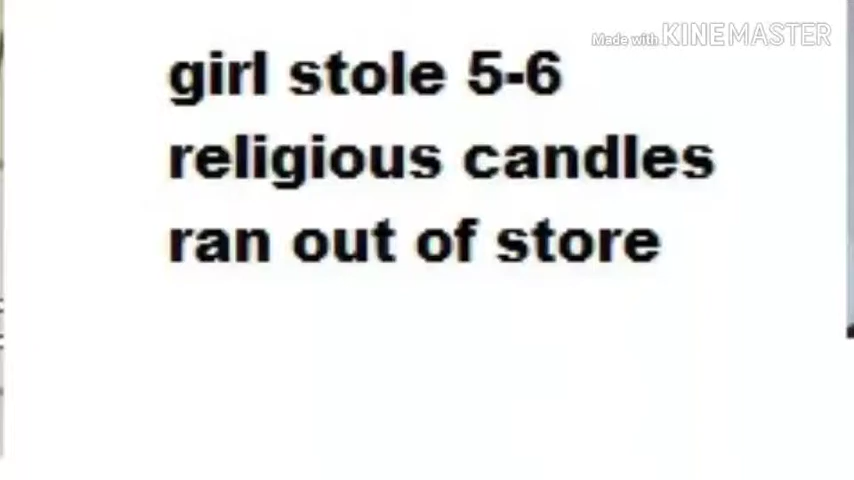 Made with KINEMASTER
girl stole 5-6
religious candles
ran out of store